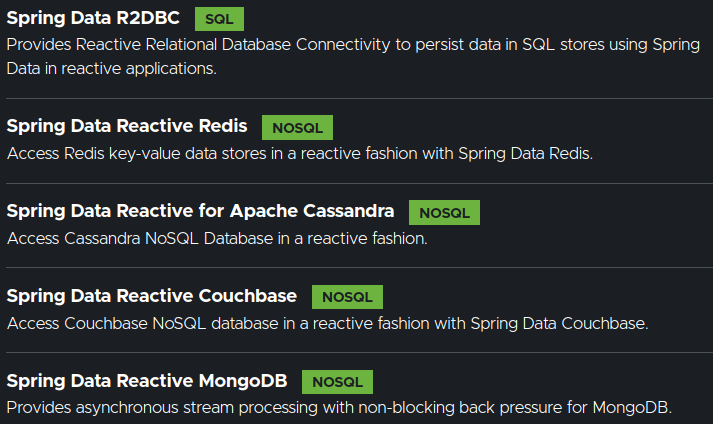 Spring Data R2DBC SQL
Provides Reactive Relational Database Connectivity to persist data in SQL stores using Spring
Data in reactive applications.
Spring Data Reactive Redis NOSQL
Access Redis key-value data stores in a reactive fashion with Spring Data Redis.
Spring Data Reactive for Apache Cassandra NOSQL
Access Cassandra NoSQL Database in a reactive fashion.
Spring Data Reactive Couchbase NOSQL
Access Couchbase NoSQL database in a reactive fashion with Spring Data Couchbase.
Spring Data Reactive MongoDB NOSQL
Provides asynchronous stream processing with non-blocking back pressure for MongoDB.